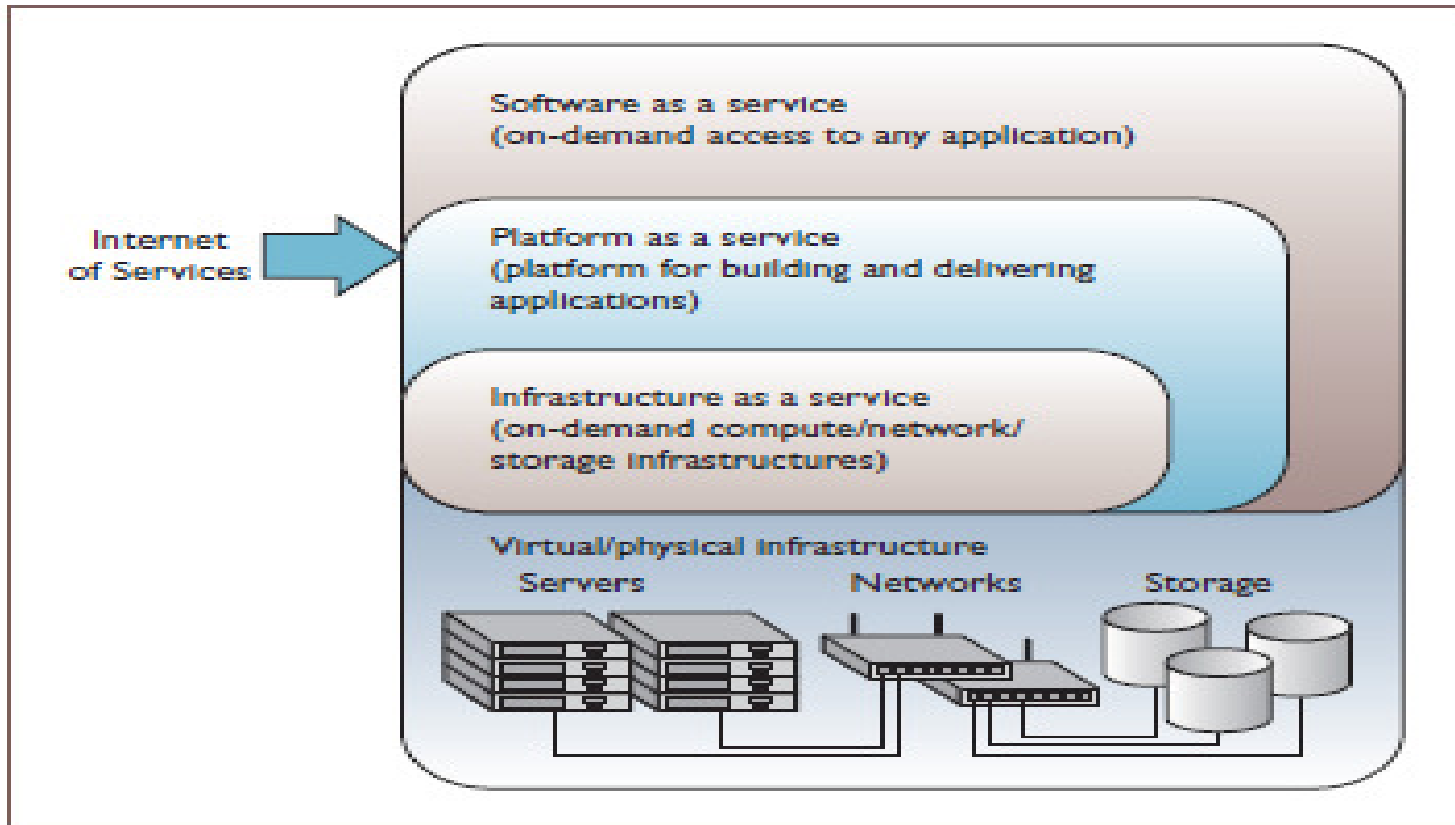 Software as a service
(on-demand access to any application)
Internet
of Services
Platform as a service
(platform for building and delivering
applications)
Infrastructure as a service
(on-demand compute/network/
storage infrastructures)
Virtual/physical infrastructure
Servers
Networks
Storage